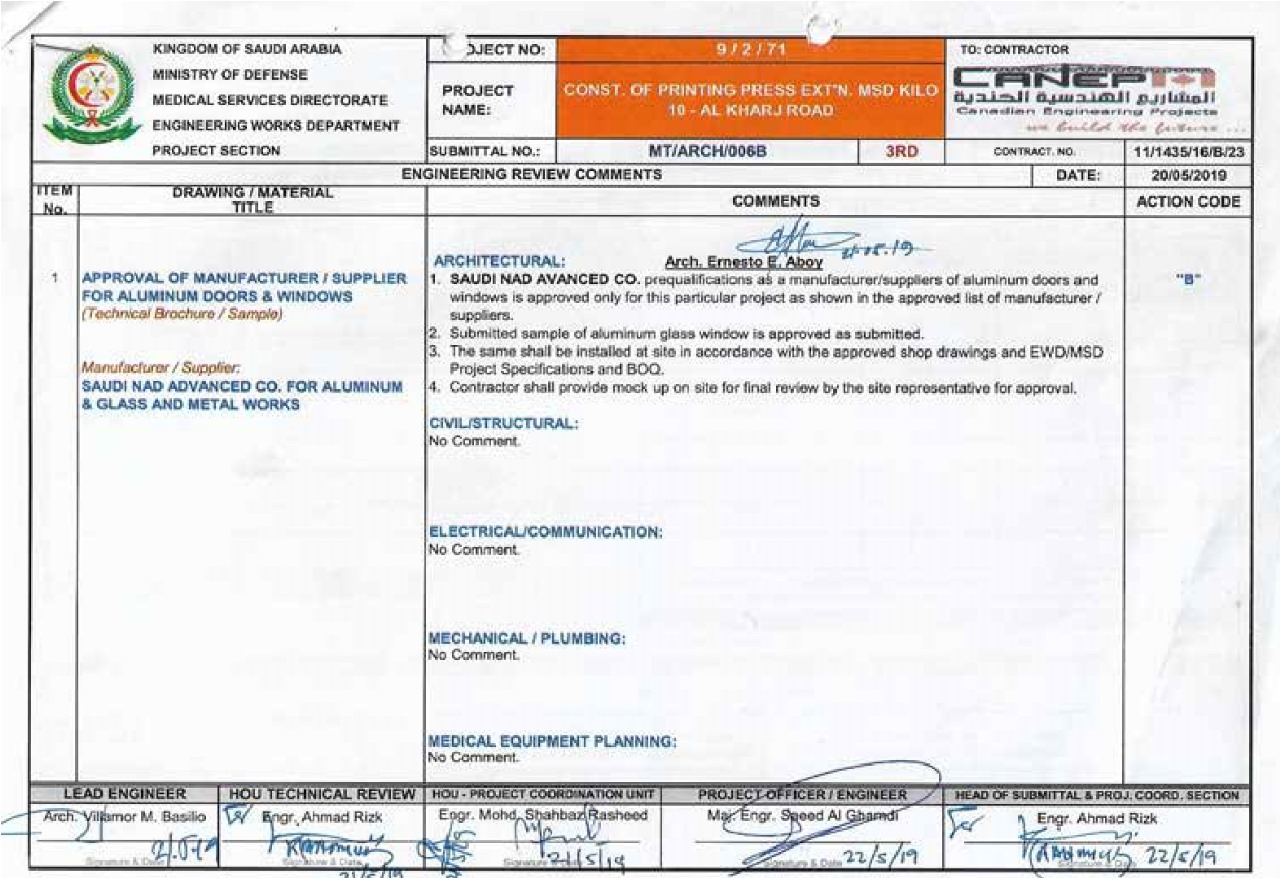 KINGDOM OF SAUDI ARABIA
MINISTRY OF DEFENSE
MEDICAL SERVICES DIRECTORATE
ENGINEERING WORKS DEPARTMENT
PROJECT SECTION
OJECT NO:
9 / 2 / 71
PROJECT NAME:
CONST. OF PRINTING PRESS EXT'N. MSD KILO
10 - AL KHARJ ROAD
SUBMITTAL NO.:
MT/ARCH/006B
3RD
TO: CONTRACTOR
CANEP
المشاريع الهندسية الكندية
Canadian Engineering Projects
we build the future ...
CONTRACT. NO.
11/1435/16/B/23
ENGINEERING REVIEW COMMENTS
DATE:
20/05/2019
ITEM No.
DRAWING / MATERIAL TITLE
COMMENTS
ACTION CODE
1
APPROVAL OF MANUFACTURER / SUPPLIER
FOR ALUMINUM DOORS & WINDOWS
(Technical Brochure / Sample)
Manufacturer / Supplier:
SAUDI NAD ADVANCED CO. FOR ALUMINUM
& GLASS AND METAL WORKS
ARCHITECTURAL:
Arch. Ernesto E. Aboy
1. SAUDI NAD AVANCED CO. prequalifications as a manufacturer/suppliers of aluminum doors and
windows is approved only for this particular project as shown in the approved list of manufacturer /
suppliers.
2. Submitted sample of aluminum glass window is approved as submitted.
3. The same shall be installed at site in accordance with the approved shop drawings and EWD/MSD
Project Specifications and BOQ.
4. Contractor shall provide mock up on site for final review by the site representative for approval.
CIVIL/STRUCTURAL:
No Comment.
ELECTRICAL/COMMUNICATION:
No Comment.
MECHANICAL / PLUMBING:
No Comment.
MEDICAL EQUIPMENT PLANNING:
No Comment.
"B"
LEAD ENGINEER
Arch. Villamor M. Basilio
Signature & Date
HOU TECHNICAL REVIEW
Engr. Ahmad Rizk
Signature & Date
21/5/19
HOU - PROJECT COORDINATION UNIT
Engr. Mohd. Shahbaz Rasheed
Signature & Date
21/5/19
PROJECT OFFICER / ENGINEER
Maj. Engr. Saeed Al Ghamdi
Signature & Date
22/5/19
HEAD OF SUBMITTAL & PROJ. COORD. SECTION
Engr. Ahmad Rizk
Signature & Date
22/5/19